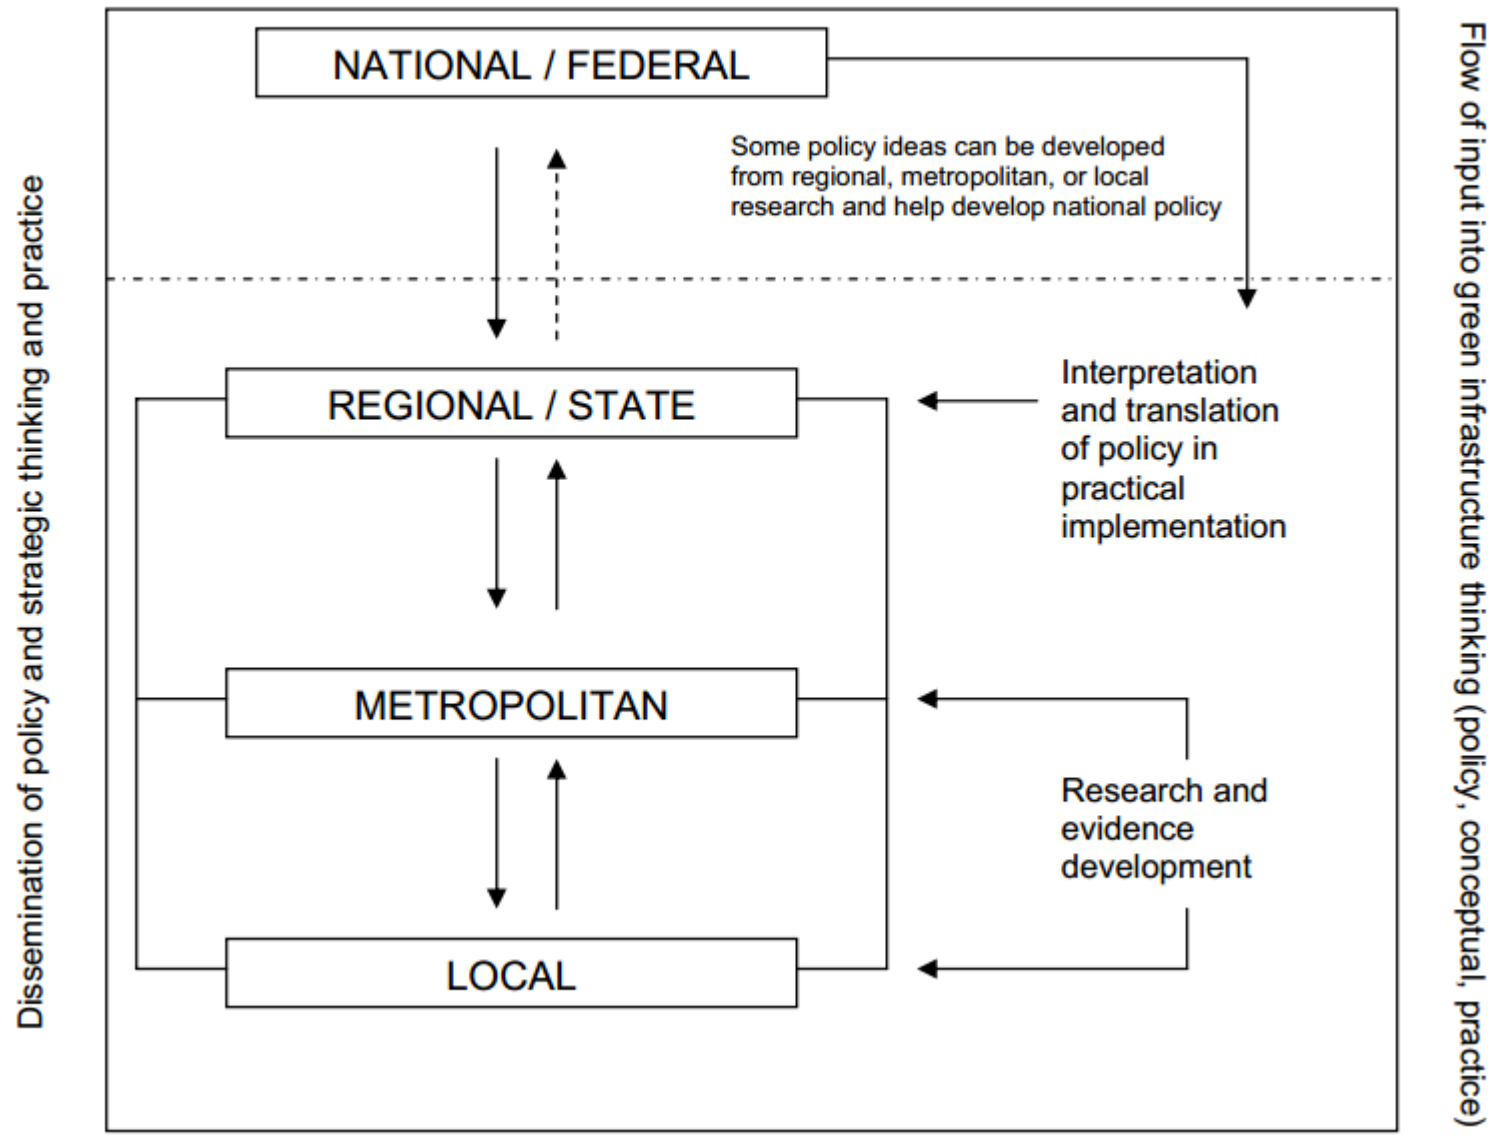 NATIONAL / FEDERAL
Some policy ideas can be developed
from regional, metropolitan, or local
research and help develop national policy
REGIONAL / STATE
Interpretation
and translation
of policy in
practical
implementation
METROPOLITAN
Research and
evidence
development
LOCAL
Dissemination of policy and strategic thinking and practice
Flow of input into green infrastructure thinking (policy, conceptual, practice)